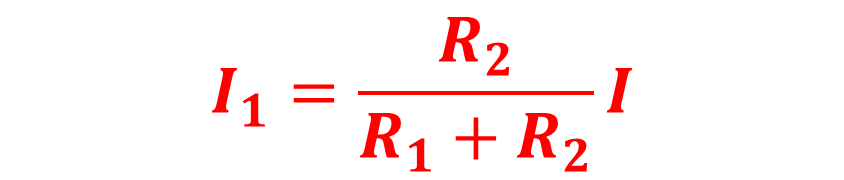 I₁ = R₂ / (R₁ + R₂) I